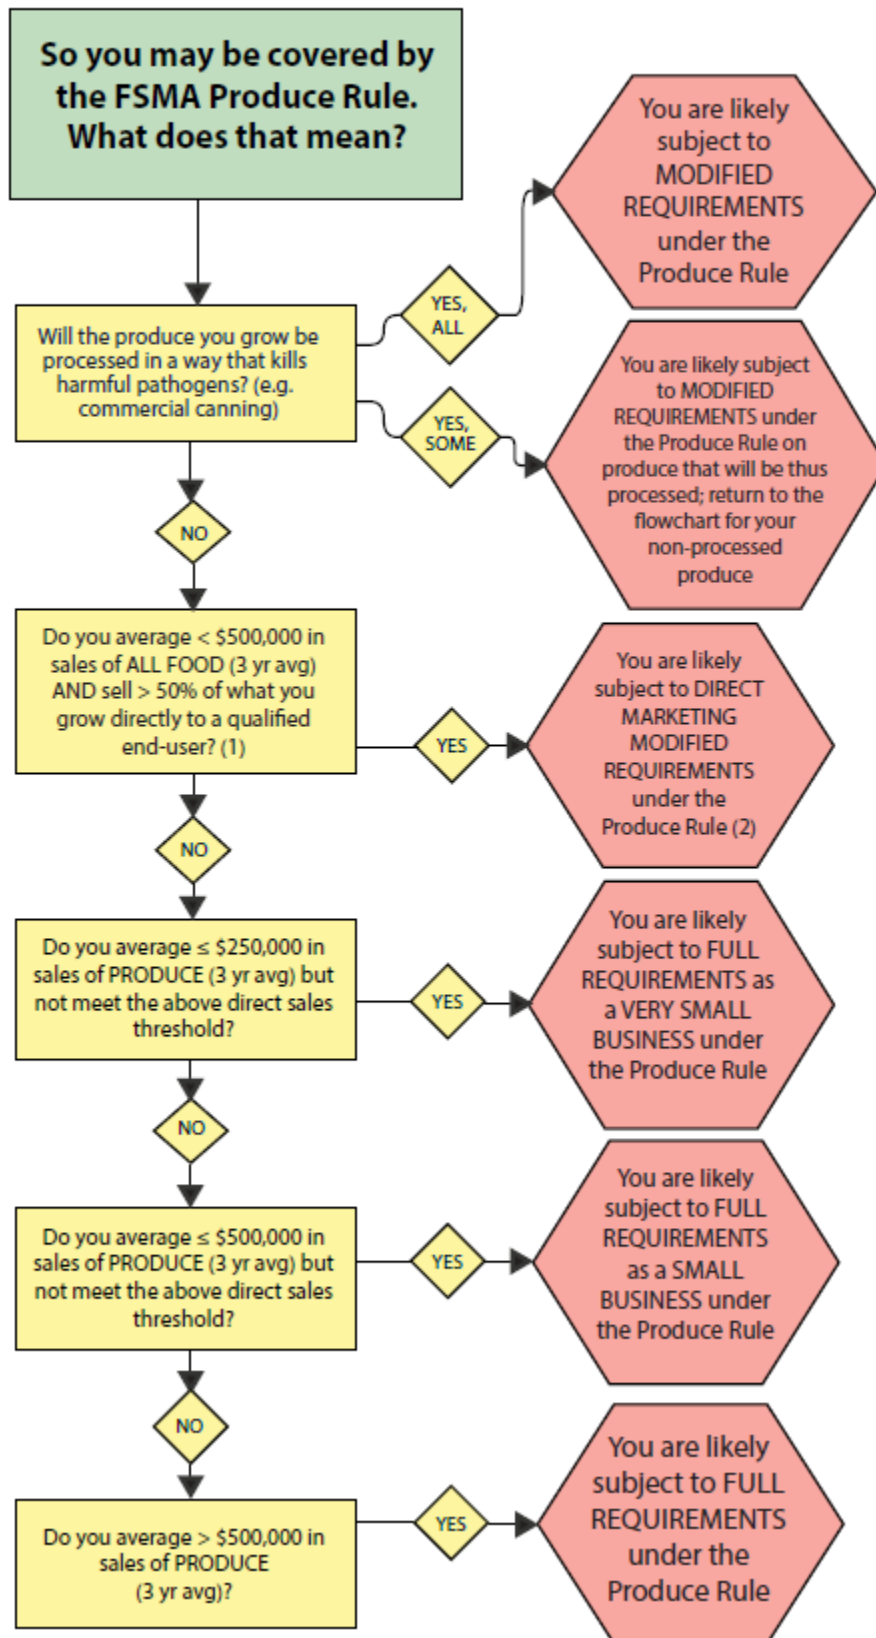 So you may be covered by
the FSMA Produce Rule.
What does that mean?
You are likely
subject to
MODIFIED
REQUIREMENTS
under the
Produce Rule
YES,
ALL
Will the produce you grow be
processed in a way that kills
harmful pathogens? (e.g.
commercial canning)
YES,
SOME
You are likely subject
to MODIFIED
REQUIREMENTS under
the Produce Rule on
produce that will be thus
processed; return to the
flowchart for your
non-processed
produce
NO
Do you average < $500,000 in
sales of ALL FOOD (3 yr avg)
AND sell > 50% of what you
grow directly to a qualified
end-user? (1)
YES
You are likely
subject to DIRECT
MARKETING
MODIFIED
REQUIREMENTS
under the
Produce Rule (2)
NO
Do you average ≤ $250,000 in
sales of PRODUCE (3 yr avg) but
not meet the above direct sales
threshold?
YES
You are likely
subject to FULL
REQUIREMENTS as
a VERY SMALL
BUSINESS under
the Produce Rule
NO
Do you average ≤ $500,000 in
sales of PRODUCE (3 yr avg) but
not meet the above direct sales
threshold?
YES
You are likely
subject to FULL
REQUIREMENTS
as a SMALL
BUSINESS under
the Produce Rule
NO
Do you average > $500,000 in
sales of PRODUCE
(3 yr avg)?
YES
You are likely
subject to FULL
REQUIREMENTS
under the
Produce Rule